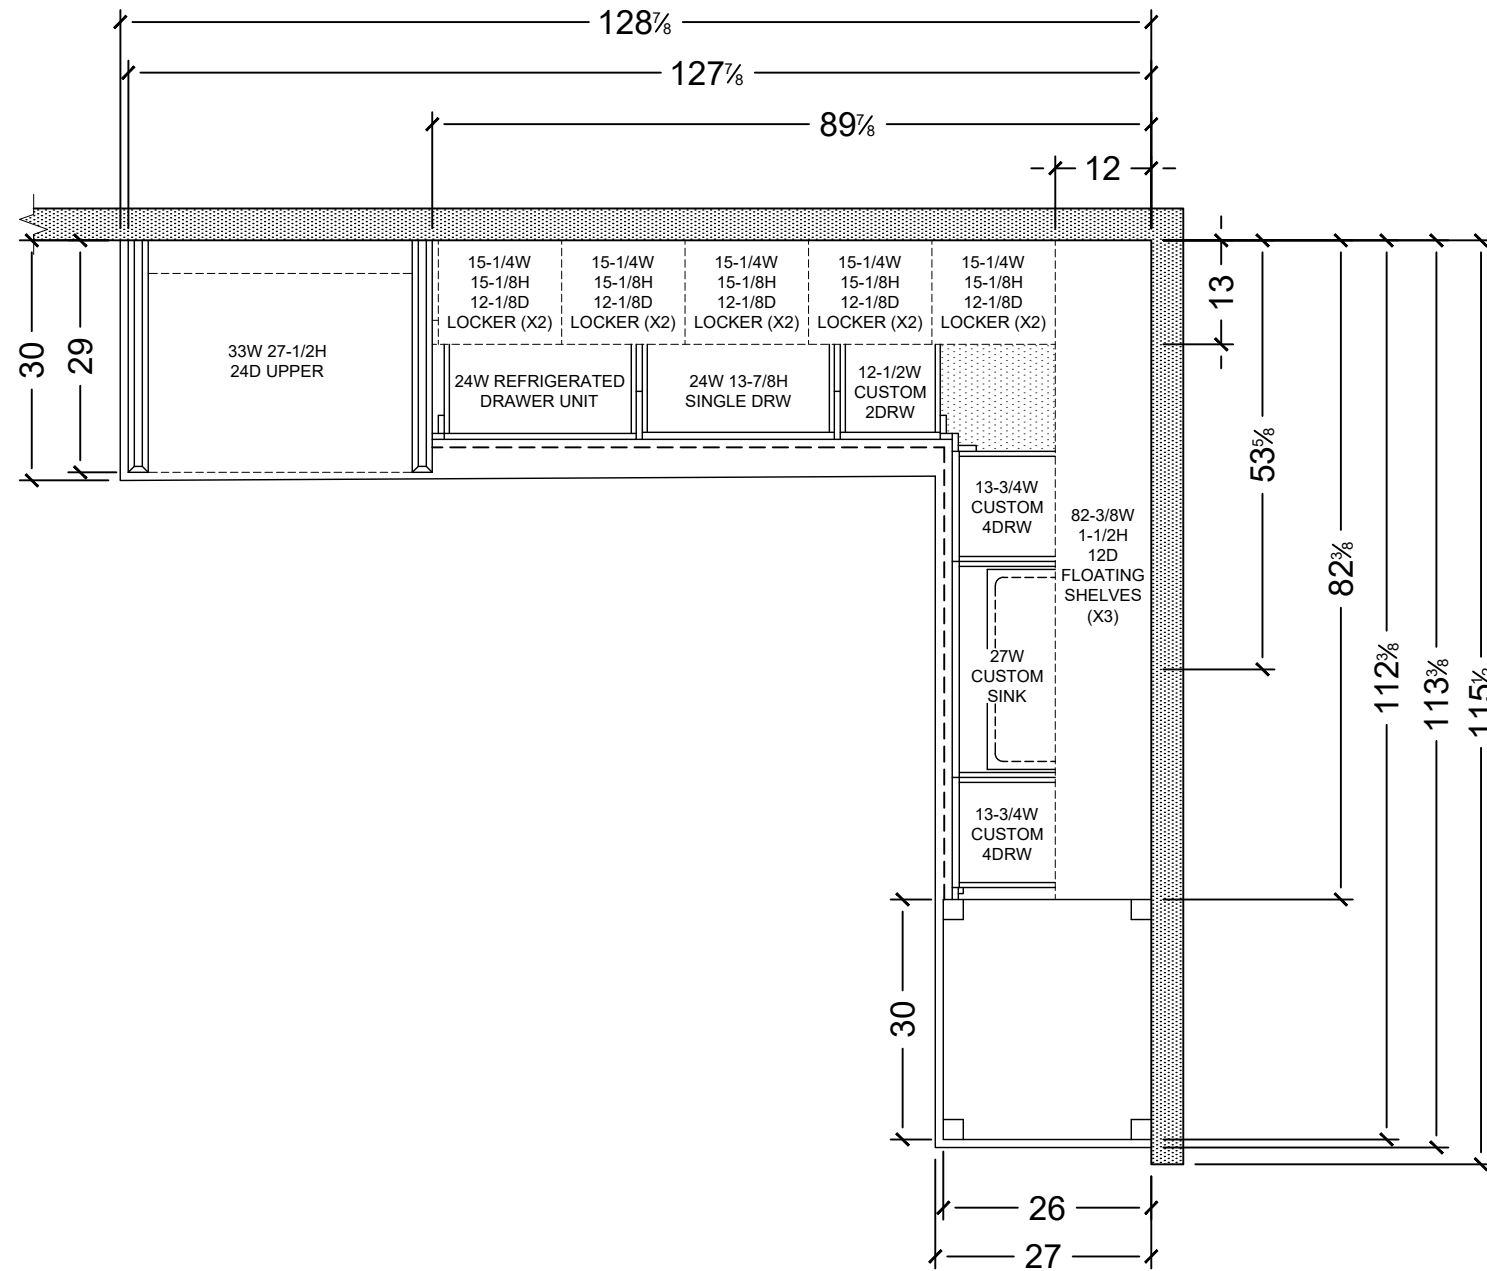 128⅞
127⅞
89⅞
12
15-1/4W
15-1/8H
12-1/8D
LOCKER (X2)
15-1/4W
15-1/8H
12-1/8D
LOCKER (X2)
15-1/4W
15-1/8H
12-1/8D
LOCKER (X2)
15-1/4W
15-1/8H
12-1/8D
LOCKER (X2)
15-1/4W
15-1/8H
12-1/8D
LOCKER (X2)
13
30
29
33W 27-1/2H
24D UPPER
24W REFRIGERATED
DRAWER UNIT
24W 13-7/8H
SINGLE DRW
12-1/2W
CUSTOM
2DRW
53⅝
13-3/4W
CUSTOM
4DRW
82-3/8W
1-1/2H
12D
FLOATING
SHELVES
(X3)
82⅜
27W
CUSTOM
SINK
112⅜
113⅜
115½
13-3/4W
CUSTOM
4DRW
30
26
27